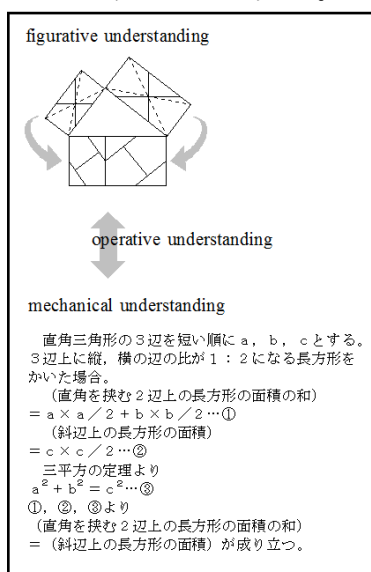 figurative understanding
operative understanding
mechanical understanding
　直角三角形の３辺を短い順にａ，ｂ，ｃとする。
３辺上に縦，横の辺の比が１：２になる長方形を
かいた場合。
　（直角を挟む２辺上の長方形の面積の和）
＝ａ×ａ／２＋ｂ×ｂ／２…①
　　（斜辺上の長方形の面積）
＝ｃ×ｃ／２…②
　三平方の定理より
ａ²＋ｂ²＝ｃ²…③
①，②，③より
（直角を挟む２辺上の長方形の面積の和）
＝（斜辺上の長方形の面積）が成り立つ。